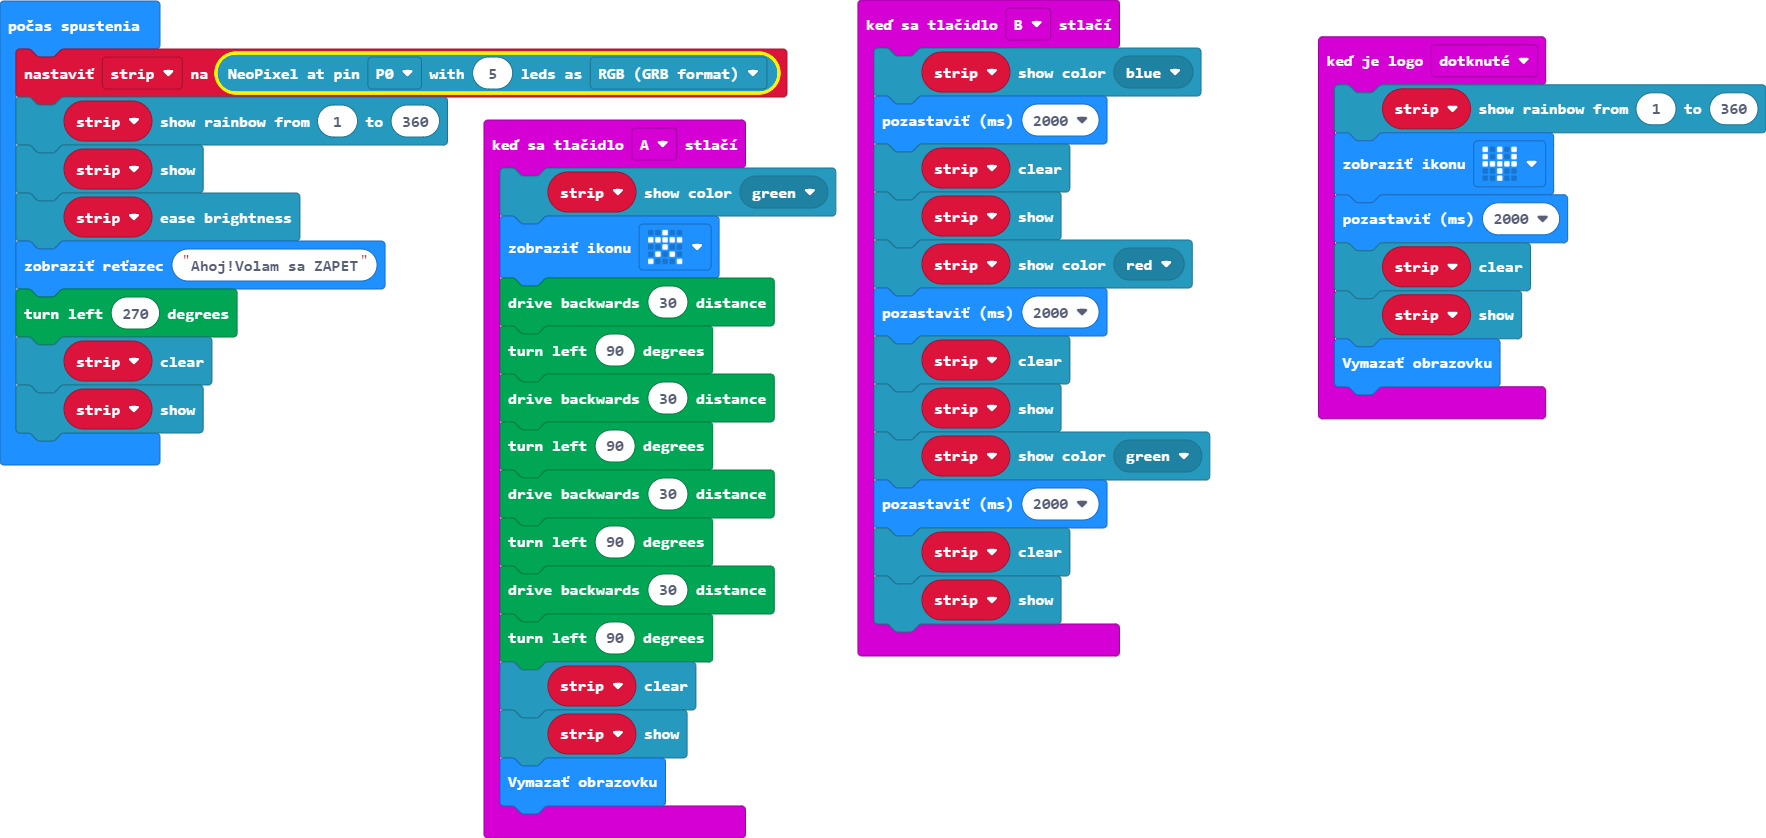 počas spustenia
nastaviť strip na NeoPixel at pin P0 with 5 leds as RGB (GRB format)
strip show rainbow from 1 to 360
strip show
strip ease brightness
zobraziť reťazec "Ahoj!Volam sa ZAPET"
turn left 270 degrees
strip clear
strip show
keď sa tlačidlo A stlačí
strip show color green
zobraziť ikonu
drive backwards 30 distance
turn left 90 degrees
drive backwards 30 distance
turn left 90 degrees
drive backwards 30 distance
turn left 90 degrees
drive backwards 30 distance
turn left 90 degrees
strip clear
strip show
Vymazať obrazovku
keď sa tlačidlo B stlačí
strip show color blue
pozastaviť (ms) 2000
strip clear
strip show
strip show color red
pozastaviť (ms) 2000
strip clear
strip show
strip show color green
pozastaviť (ms) 2000
strip clear
strip show
keď je logo dotknuté
strip show rainbow from 1 to 360
zobraziť ikonu
pozastaviť (ms) 2000
strip clear
strip show
Vymazať obrazovku